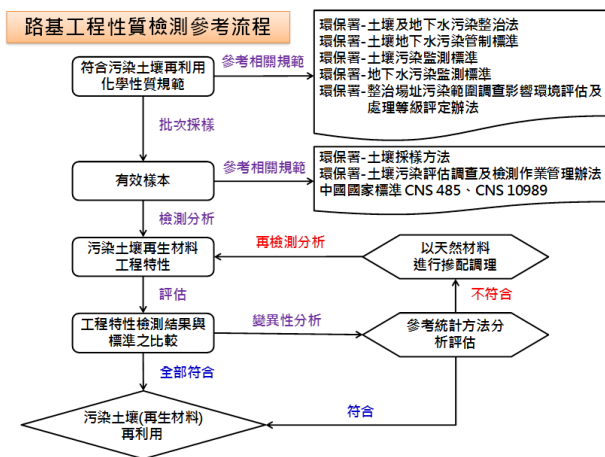 路基工程性質檢測參考流程
符合污染土壤再利用
化學性質規範
參考相關規範
環保署-土壤及地下水污染整治法
環保署-土壤地下水污染管制標準
環保署-土壤污染監測標準
環保署-地下水污染監測標準
環保署-整治場址污染範圍調查影響環境評估及
處理等級評定辦法
批次採樣
有效樣本
參考相關規範
環保署-土壤採樣方法
環保署-土壤污染評估調查及檢測作業管理辦法
中國國家標準 CNS 485、CNS 10989
檢測分析
污染土壤再生材料
工程特性
再檢測分析
以天然材料
進行摻配調理
評估
不符合
工程特性檢測結果與
標準之比較
變異性分析
參考統計方法分
析評估
全部符合
符合
污染土壤(再生材料)
再利用